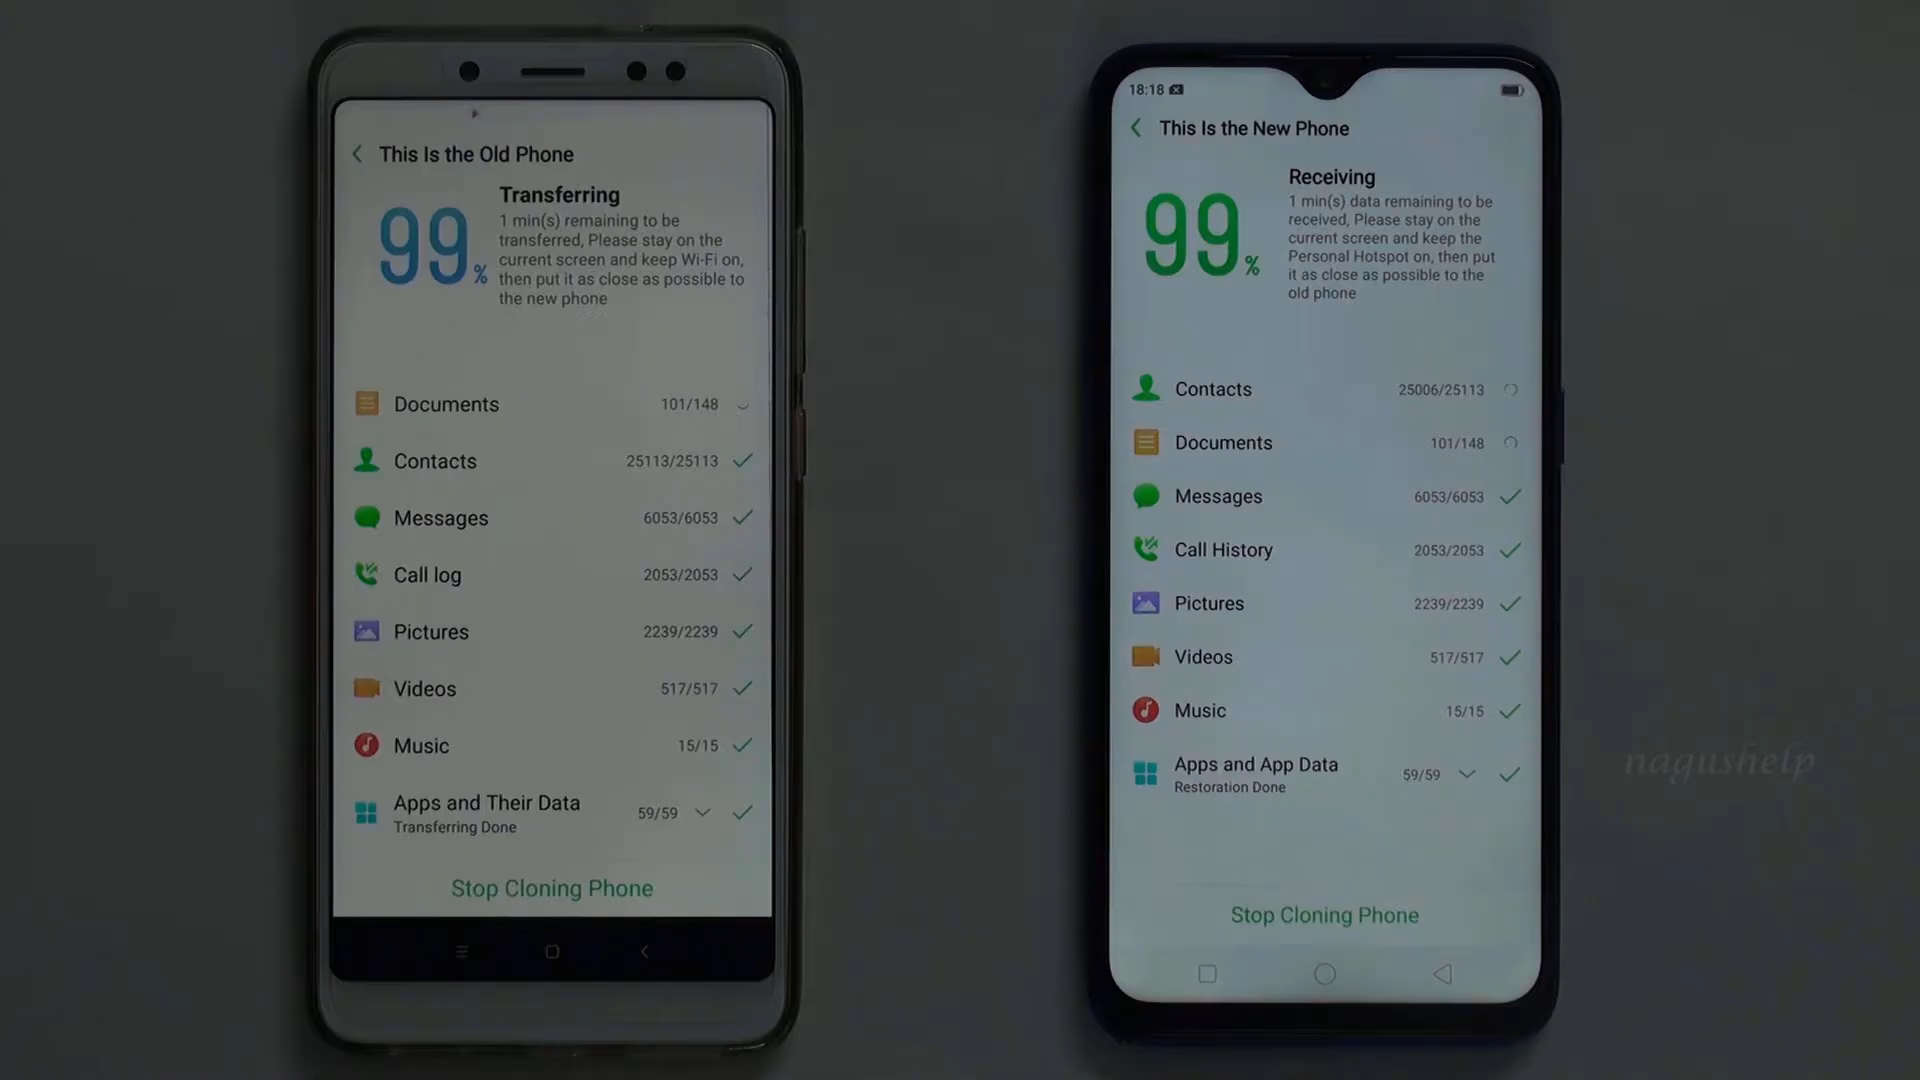 This Is the Old Phone
99%
Transferring
1 min(s) remaining to be
transferred, Please stay on the
current screen and keep Wi-Fi on,
then put it as close as possible to
the new phone
Documents 101/148
Contacts 25113/25113
Messages 6053/6053
Call log 2053/2053
Pictures 2239/2239
Videos 517/517
Music 15/15
Apps and Their Data 59/59
Transferring Done
Stop Cloning Phone
18:18
This Is the New Phone
99%
Receiving
1 min(s) data remaining to be
received, Please stay on the
current screen and keep the
Personal Hotspot on, then put
it as close as possible to the
old phone
Contacts 25006/25113
Documents 101/148
Messages 6053/6053
Call History 2053/2053
Pictures 2239/2239
Videos 517/517
Music 15/15
Apps and App Data 59/59
Restoration Done
Stop Cloning Phone
nagushelp